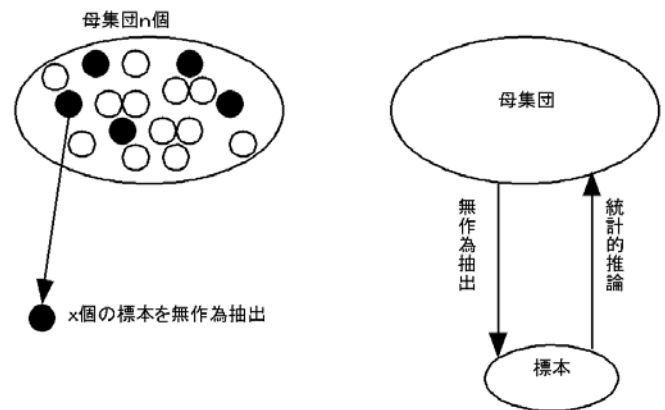 母集団n個
x個の標本を無作為抽出
母集団
無作為抽出
統計的推論
標本